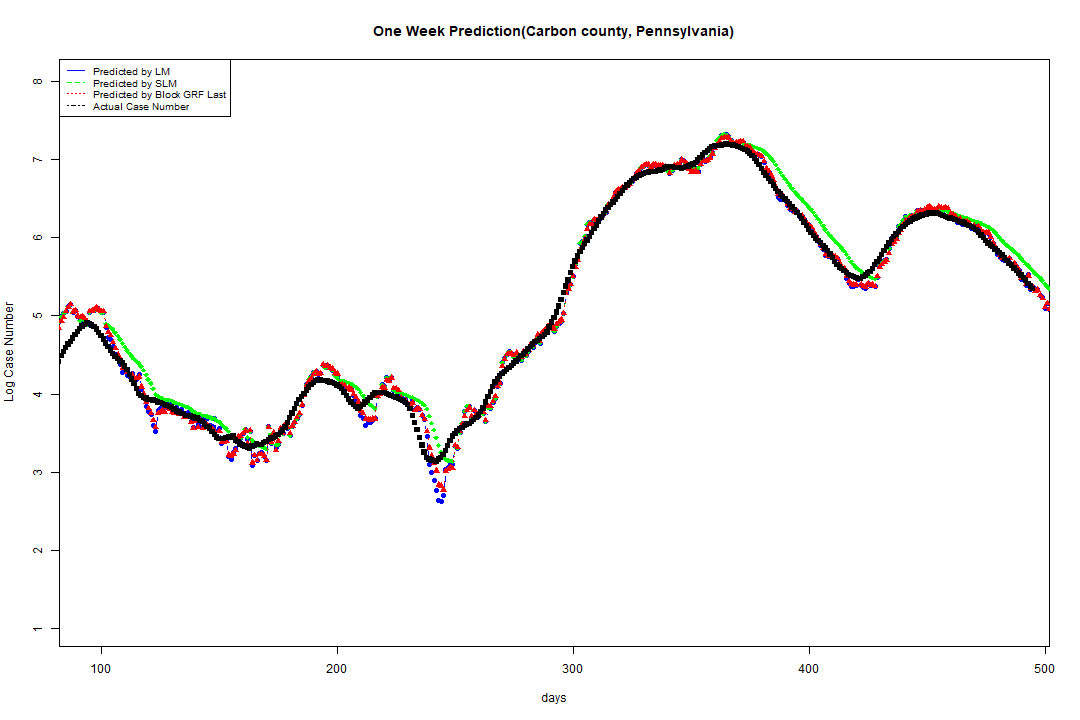 One Week Prediction(Carbon county, Pennsylvania)
Predicted by LM
Predicted by SLM
Predicted by Block GRF Last
Actual Case Number
8
7
6
5
4
3
2
1
Log Case Number
100 200 300 400 500
days